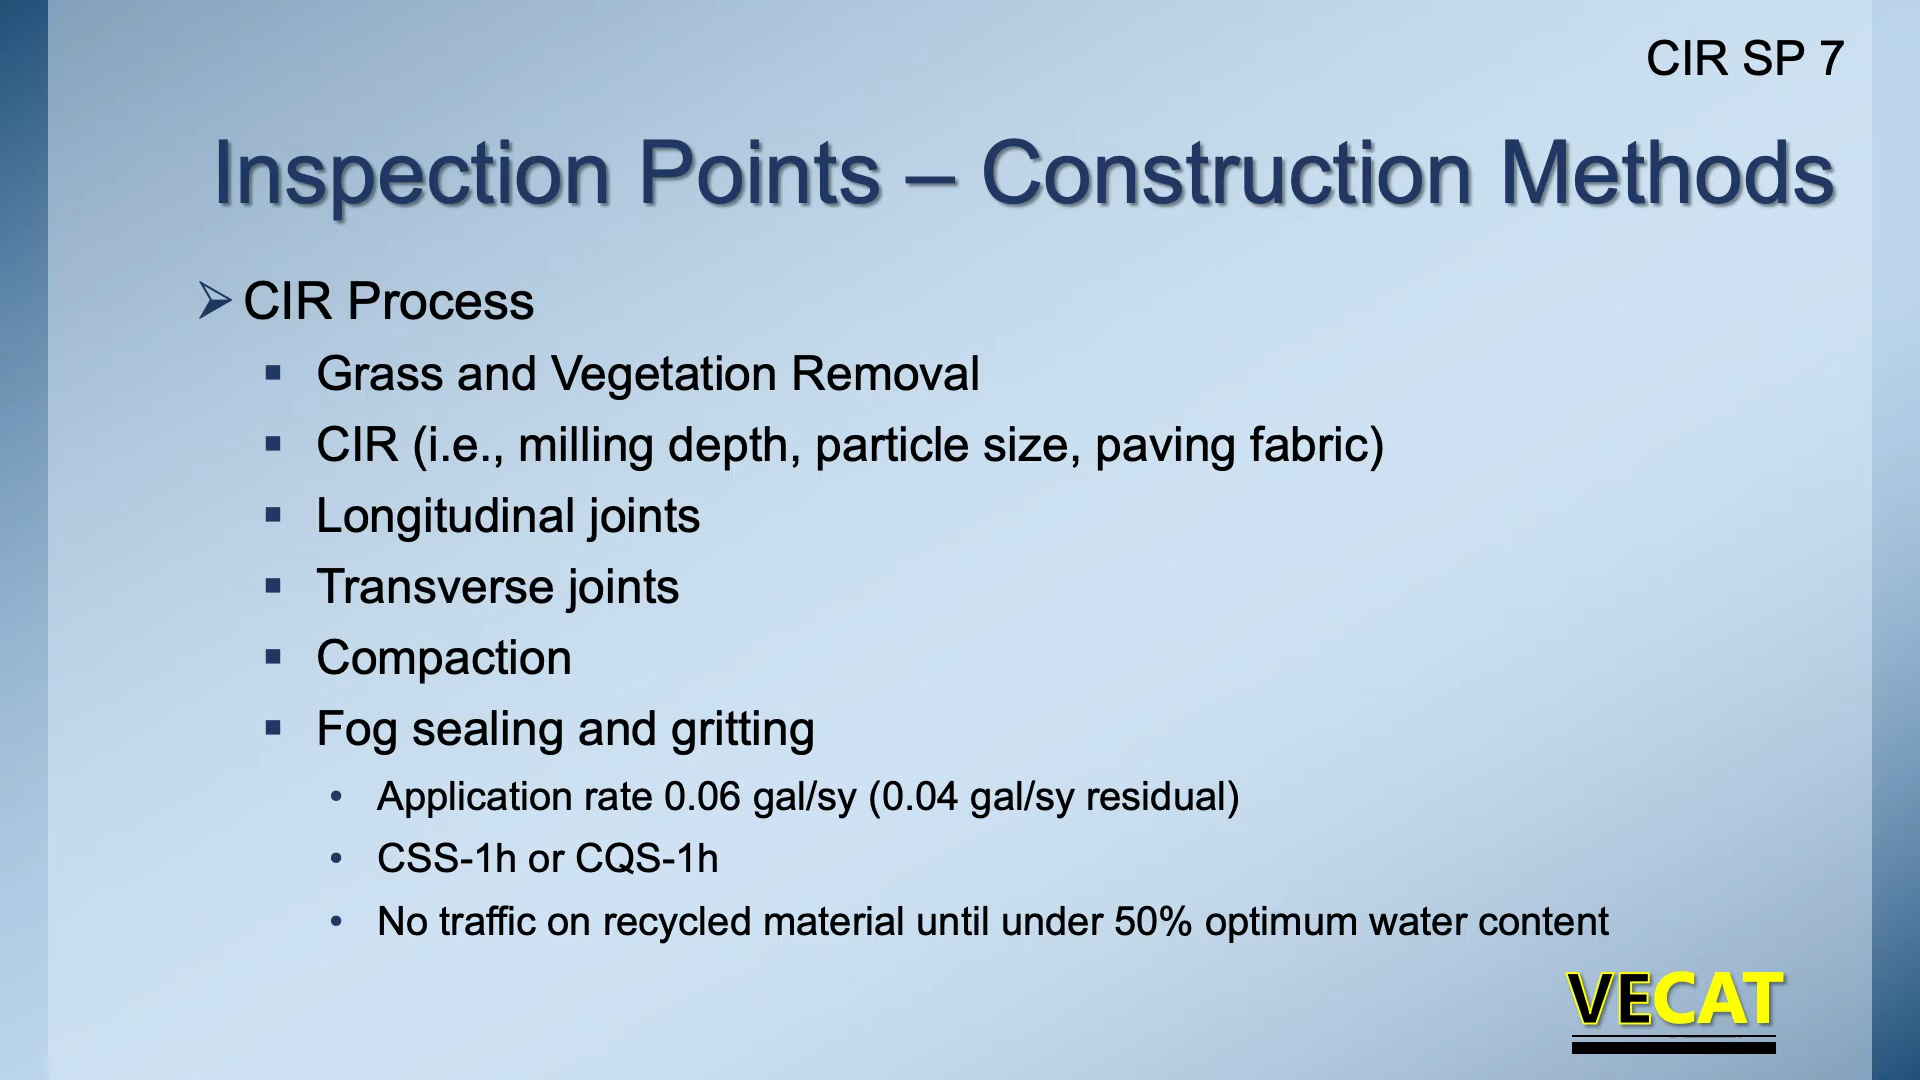 CIR SP 7
Inspection Points – Construction Methods
CIR Process
Grass and Vegetation Removal
CIR (i.e., milling depth, particle size, paving fabric)
Longitudinal joints
Transverse joints
Compaction
Fog sealing and gritting
Application rate 0.06 gal/sy (0.04 gal/sy residual)
CSS-1h or CQS-1h
No traffic on recycled material until under 50% optimum water content
VECAT